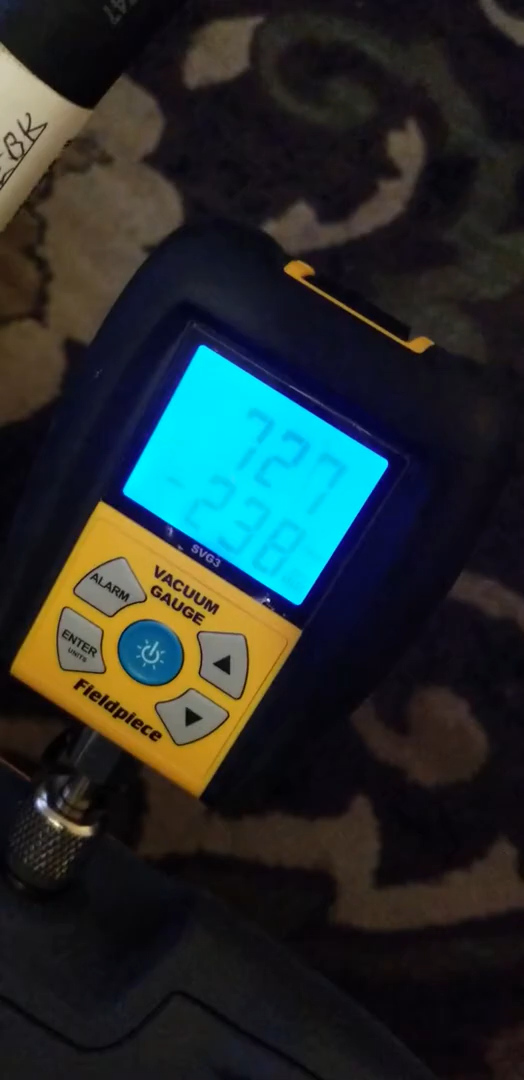 727
-238
SVG3
VACUUM
GAUGE
ALARM
ENTER
UNITS
Fieldpiece